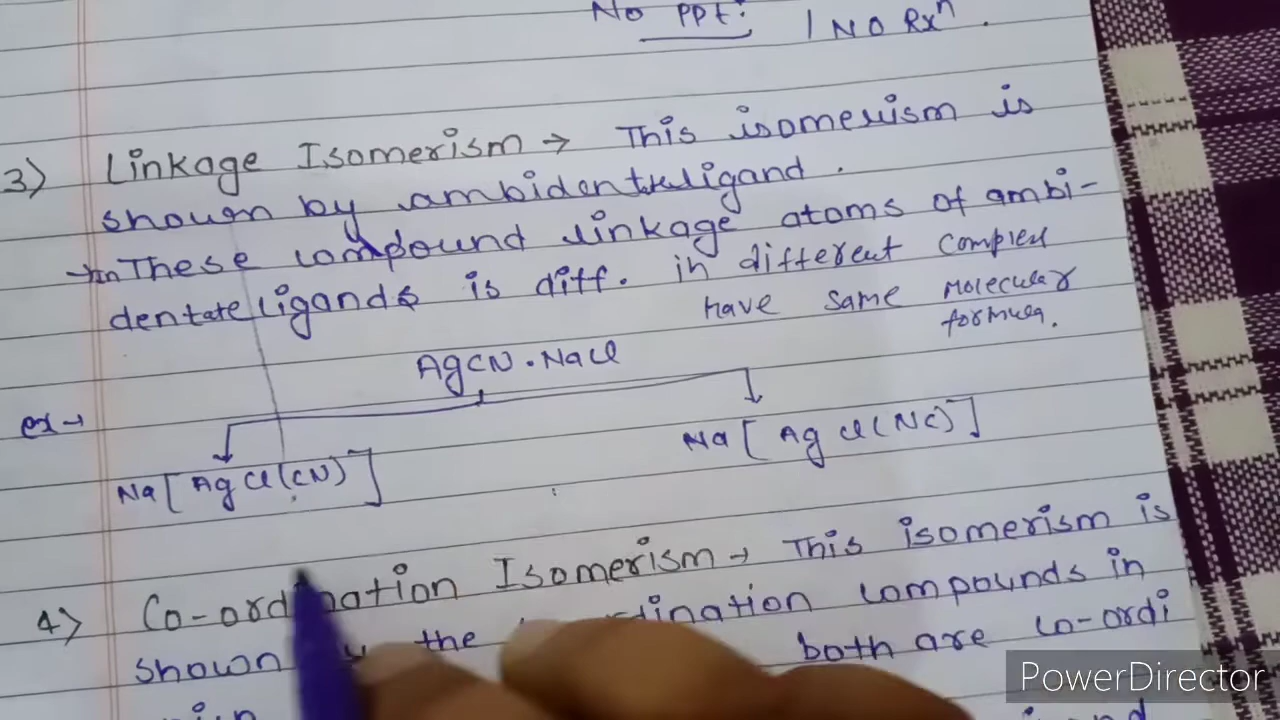 No PPt. / No Rxⁿ.
3) Linkage Isomerism → This isomerism is
shown by ambidentate ligand.
→ In These compound linkage atoms of ambi-
dentate ligands is diff. in different complex
have same molecular
formula.
AgCN.NaCl
ex →
Na[AgCl(NC)]
Na[AgCl(CN)]
4) Co-ordination Isomerism → This isomerism is
shown the dination compounds in
both are co-ordi
PowerDirector